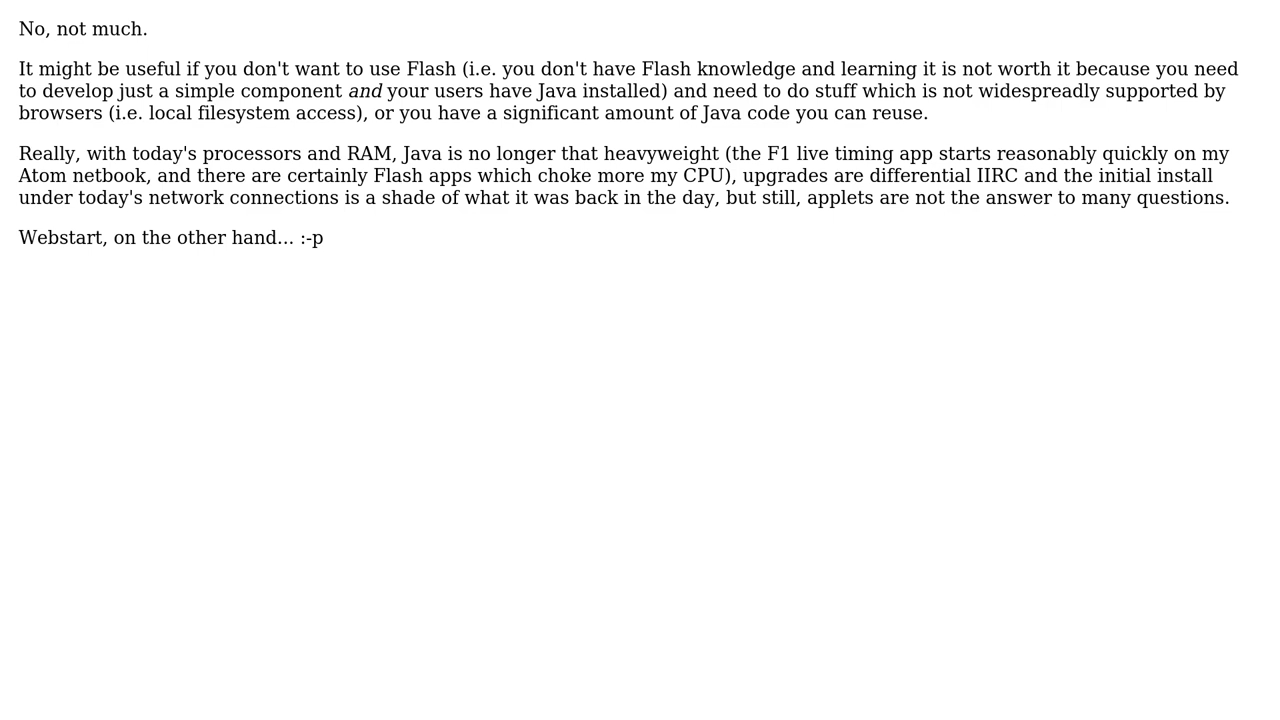 No, not much.
It might be useful if you don't want to use Flash (i.e. you don't have Flash knowledge and learning it is not worth it because you need
to develop just a simple component and your users have Java installed) and need to do stuff which is not widespreadly supported by
browsers (i.e. local filesystem access), or you have a significant amount of Java code you can reuse.
Really, with today's processors and RAM, Java is no longer that heavyweight (the F1 live timing app starts reasonably quickly on my
Atom netbook, and there are certainly Flash apps which choke more my CPU), upgrades are differential IIRC and the initial install
under today's network connections is a shade of what it was back in the day, but still, applets are not the answer to many questions.
Webstart, on the other hand... :-p